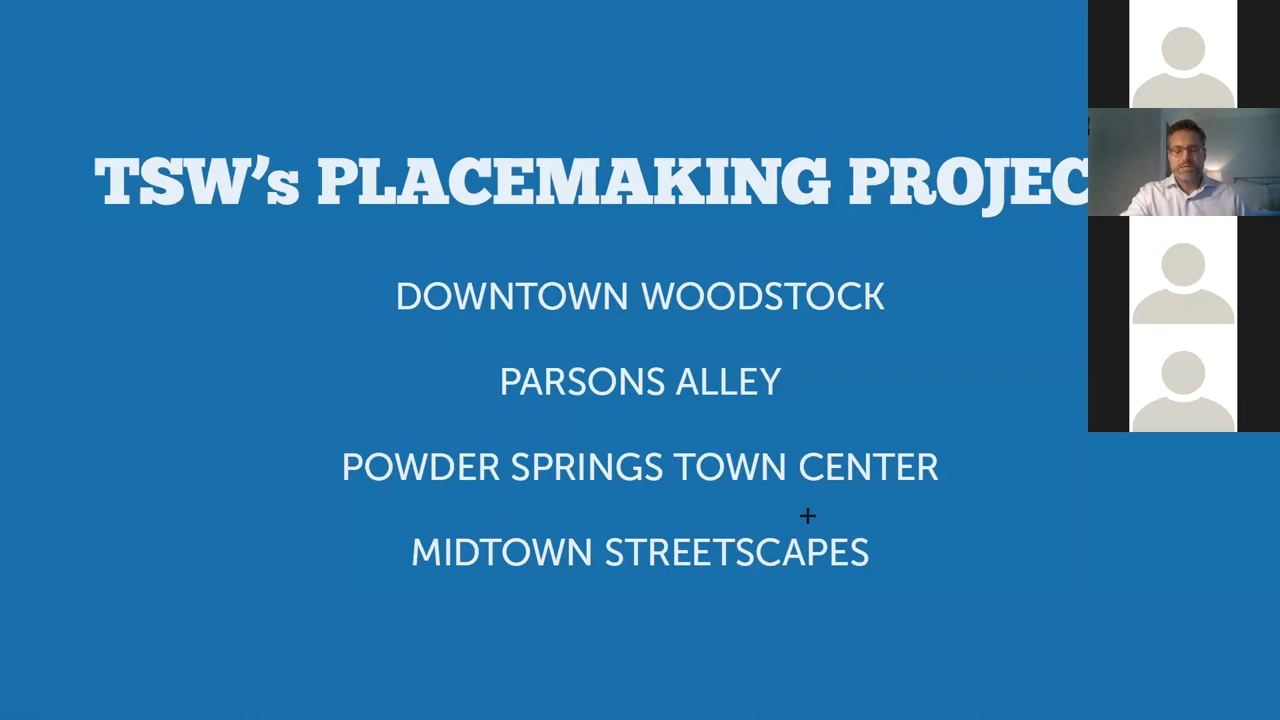 TSW's PLACEMAKING PROJEC
DOWNTOWN WOODSTOCK
PARSONS ALLEY
POWDER SPRINGS TOWN CENTER
MIDTOWN STREETSCAPES